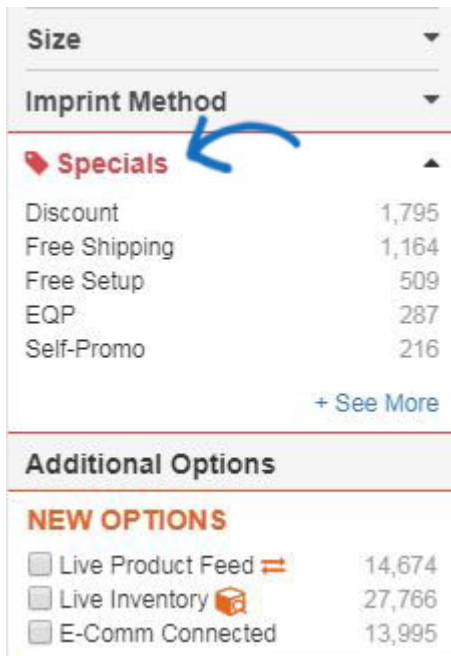 Size
Imprint Method
Specials
Discount 1,795
Free Shipping 1,164
Free Setup 509
EQP 287
Self-Promo 216
+ See More
Additional Options
NEW OPTIONS
Live Product Feed 14,674
Live Inventory 27,766
E-Comm Connected 13,995